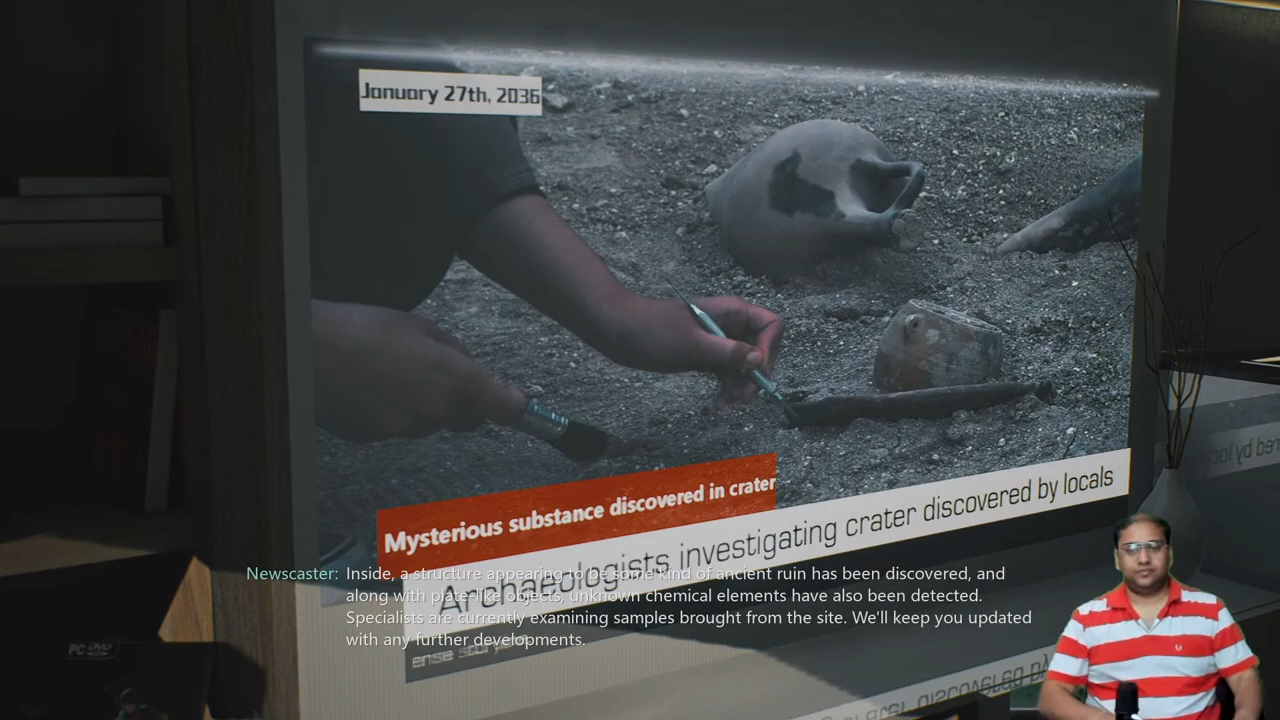 January 27th, 2036
Mysterious substance discovered in crater
Archaeologists investigating crater discovered by locals
Newscaster: Inside, a structure appearing to be some kind of ancient ruin has been discovered, and
along with plate-like objects, unknown chemical elements have also been detected.
Specialists are currently examining samples brought from the site. We'll keep you updated
with any further developments.
PC DVD